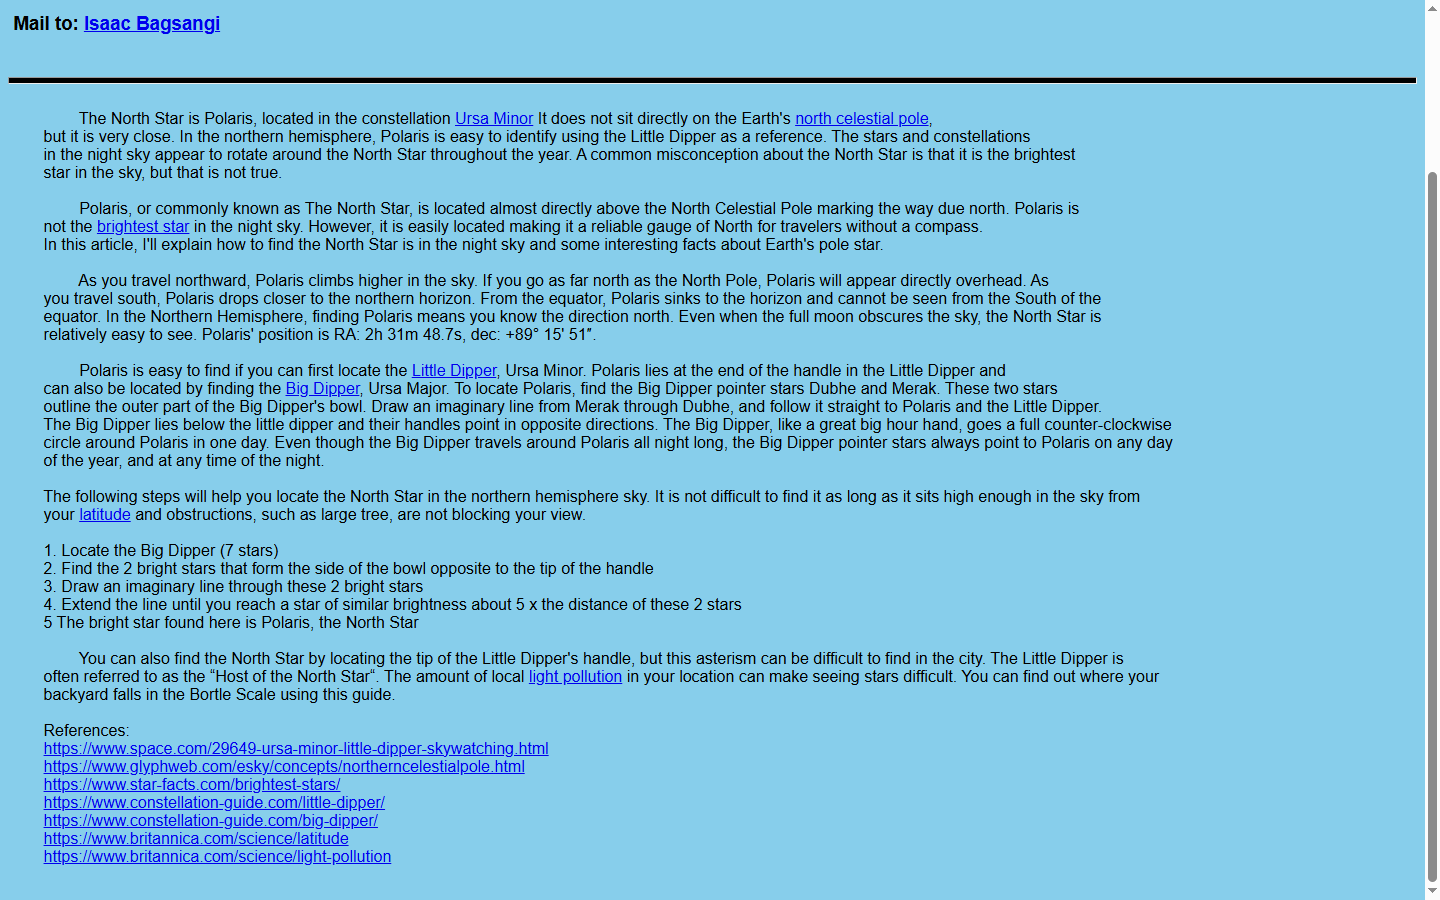 Mail to: Isaac Bagsangi
The North Star is Polaris, located in the constellation Ursa Minor It does not sit directly on the Earth's north celestial pole,
but it is very close. In the northern hemisphere, Polaris is easy to identify using the Little Dipper as a reference. The stars and constellations
in the night sky appear to rotate around the North Star throughout the year. A common misconception about the North Star is that it is the brightest
star in the sky, but that is not true.
Polaris, or commonly known as The North Star, is located almost directly above the North Celestial Pole marking the way due north. Polaris is
not the brightest star in the night sky. However, it is easily located making it a reliable gauge of North for travelers without a compass.
In this article, I'll explain how to find the North Star is in the night sky and some interesting facts about Earth's pole star.
As you travel northward, Polaris climbs higher in the sky. If you go as far north as the North Pole, Polaris will appear directly overhead. As
you travel south, Polaris drops closer to the northern horizon. From the equator, Polaris sinks to the horizon and cannot be seen from the South of the
equator. In the Northern Hemisphere, finding Polaris means you know the direction north. Even when the full moon obscures the sky, the North Star is
relatively easy to see. Polaris' position is RA: 2h 31m 48.7s, dec: +89° 15' 51″.
Polaris is easy to find if you can first locate the Little Dipper, Ursa Minor. Polaris lies at the end of the handle in the Little Dipper and
can also be located by finding the Big Dipper, Ursa Major. To locate Polaris, find the Big Dipper pointer stars Dubhe and Merak. These two stars
outline the outer part of the Big Dipper's bowl. Draw an imaginary line from Merak through Dubhe, and follow it straight to Polaris and the Little Dipper.
The Big Dipper lies below the little dipper and their handles point in opposite directions. The Big Dipper, like a great big hour hand, goes a full counter-clockwise
circle around Polaris in one day. Even though the Big Dipper travels around Polaris all night long, the Big Dipper pointer stars always point to Polaris on any day
of the year, and at any time of the night.
The following steps will help you locate the North Star in the northern hemisphere sky. It is not difficult to find it as long as it sits high enough in the sky from
your latitude and obstructions, such as large tree, are not blocking your view.
1. Locate the Big Dipper (7 stars)
2. Find the 2 bright stars that form the side of the bowl opposite to the tip of the handle
3. Draw an imaginary line through these 2 bright stars
4. Extend the line until you reach a star of similar brightness about 5 x the distance of these 2 stars
5 The bright star found here is Polaris, the North Star
You can also find the North Star by locating the tip of the Little Dipper's handle, but this asterism can be difficult to find in the city. The Little Dipper is
often referred to as the “Host of the North Star“. The amount of local light pollution in your location can make seeing stars difficult. You can find out where your
backyard falls in the Bortle Scale using this guide.
References:
https://www.space.com/29649-ursa-minor-little-dipper-skywatching.html
https://www.glyphweb.com/esky/concepts/northerncelestialpole.html
https://www.star-facts.com/brightest-stars/
https://www.constellation-guide.com/little-dipper/
https://www.constellation-guide.com/big-dipper/
https://www.britannica.com/science/latitude
https://www.britannica.com/science/light-pollution